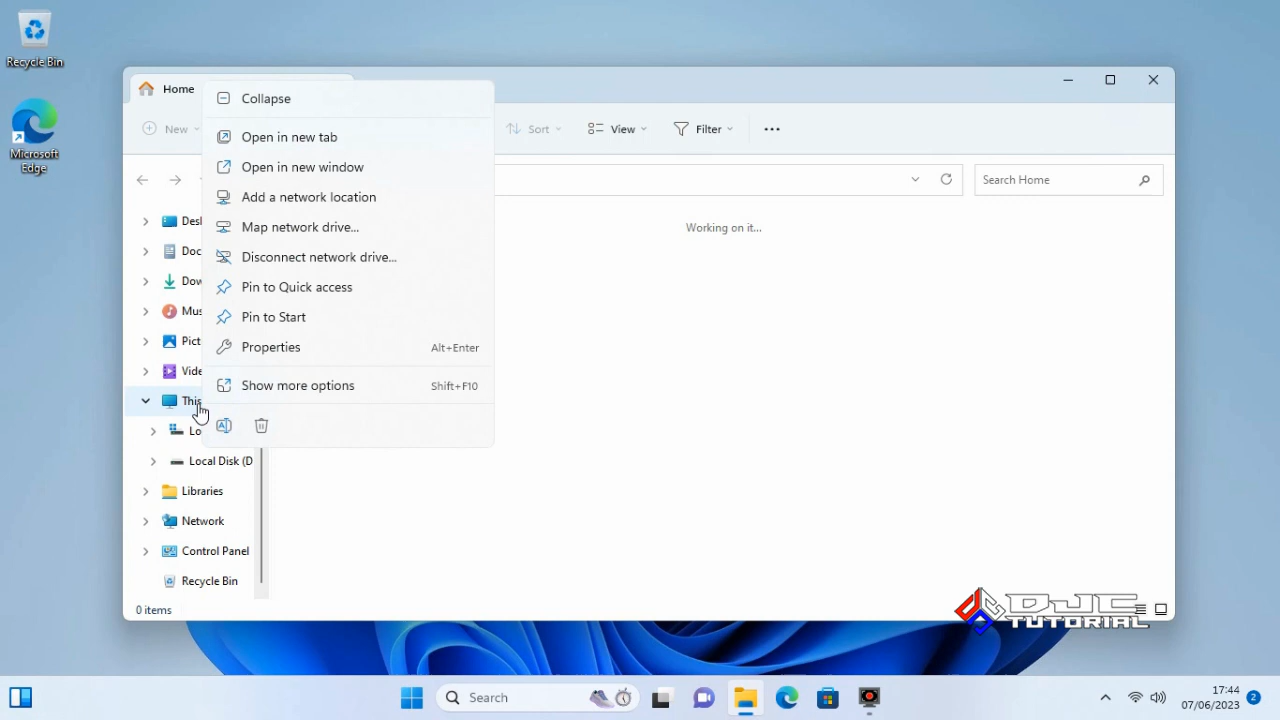 Recycle Bin
Microsoft
Edge
Home
Collapse
Open in new tab
Open in new window
Add a network location
Map network drive...
Disconnect network drive...
Pin to Quick access
Pin to Start
Properties Alt+Enter
Show more options Shift+F10
New
Sort
View
Filter
Search Home
Working on it...
Desk
Doc
Dow
Mus
Pict
Vide
This
Lo
Local Disk (D
Libraries
Network
Control Panel
Recycle Bin
0 items
DJC
TUTORIAL
Search
17:44
07/06/2023
2